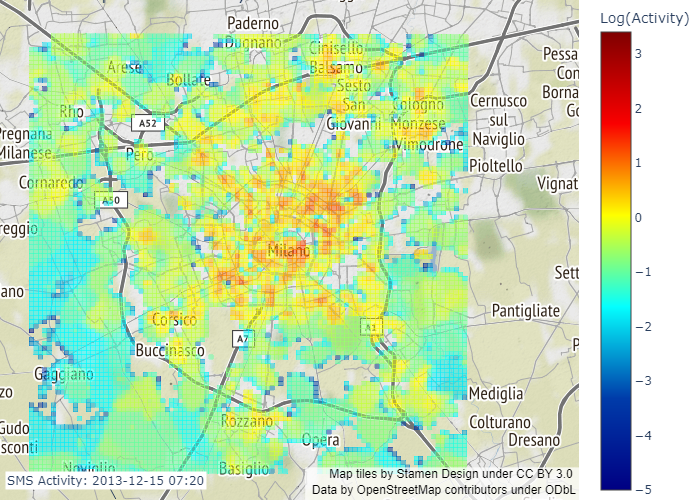 Log(Activity)
3
2
1
0
−1
−2
−3
−4
−5
Paderno
Dugnano
Cinisello
Balsamo
Pessa
Arese
Bollate
Sesto
San
Giovanni
Con
Borna
Go
Rho
A52
Cologno
Monzese
Cernusco
sul
Naviglio
Pregnana
Milanese
Pero
Vimodrone
Pioltello
Cornaredo
A50
Vignat
reggio
Milano
Sett
ano
Corsico
A1
Pantigliate
Buccinasco
A7
P
Gaggiano
zo
Mediglia
Gudo
sconti
Rozzano
Opera
Colturano
Dresano
Noviglio
Basiglio
SMS Activity: 2013-12-15 07:20
Map tiles by Stamen Design under CC BY 3.0
Data by OpenStreetMap contributors under ODbL